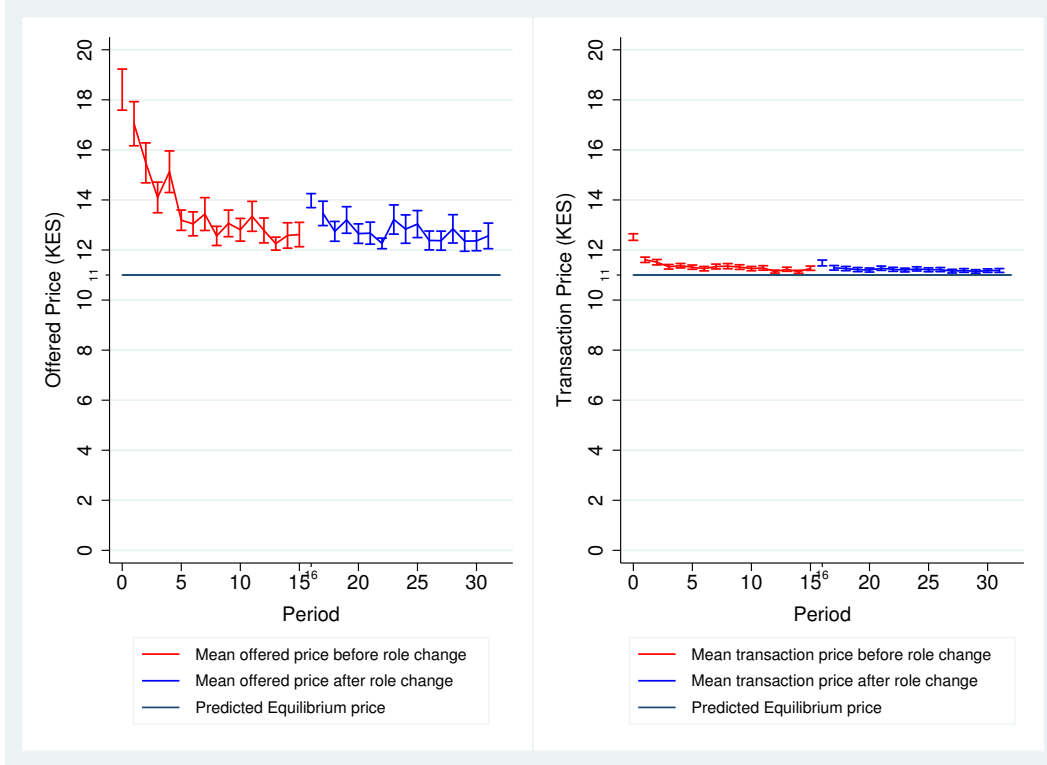 Offered Price (KES)
20
18
16
14
12
11
10
8
6
4
2
0
0 5 10 15 16 20 25 30
Period
Mean offered price before role change
Mean offered price after role change
Predicted Equilibrium price
Transaction Price (KES)
20
18
16
14
12
11
10
8
6
4
2
0
0 5 10 15 16 20 25 30
Period
Mean transaction price before role change
Mean transaction price after role change
Predicted Equilibrium price